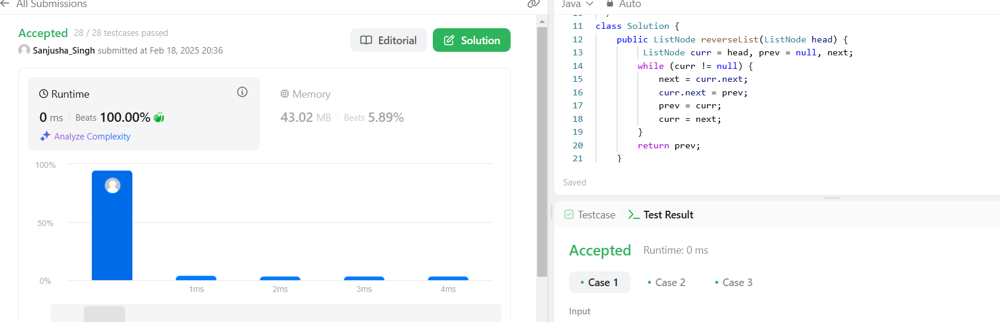 All Submissions
Accepted 28 / 28 testcases passed
Sanjusha_Singh submitted at Feb 18, 2025 20:36
Editorial
Solution
Runtime
0 ms Beats 100.00%
Analyze Complexity
Memory
43.02 MB Beats 5.89%
100%
50%
0%
1ms 2ms 3ms 4ms
Java Auto
11 class Solution {
12 public ListNode reverseList(ListNode head) {
13 ListNode curr = head, prev = null, next;
14 while (curr != null) {
15 next = curr.next;
16 curr.next = prev;
17 prev = curr;
18 curr = next;
19 }
20 return prev;
21 }
Saved
Testcase Test Result
Accepted Runtime: 0 ms
Case 1 Case 2 Case 3
Input